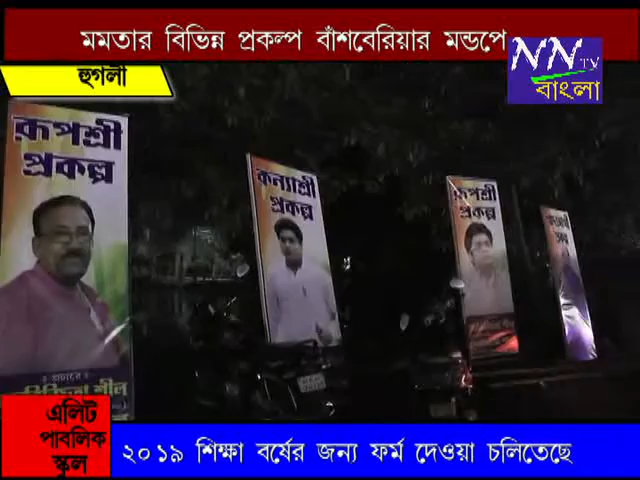 মমতার বিভিন্ন প্রকল্প বাঁশবেরিয়ার মন্ডপে
NN TV
বাংলা
হুগলী
রূপশ্রী
প্রকল্প
কন্যাশ্রী
প্রকল্প
রূপশ্রী
প্রকল্প
এলিট
পাবলিক
স্কুল
২০১৯ শিক্ষা বর্ষের জন্য ফর্ম দেওয়া চলিতেছে